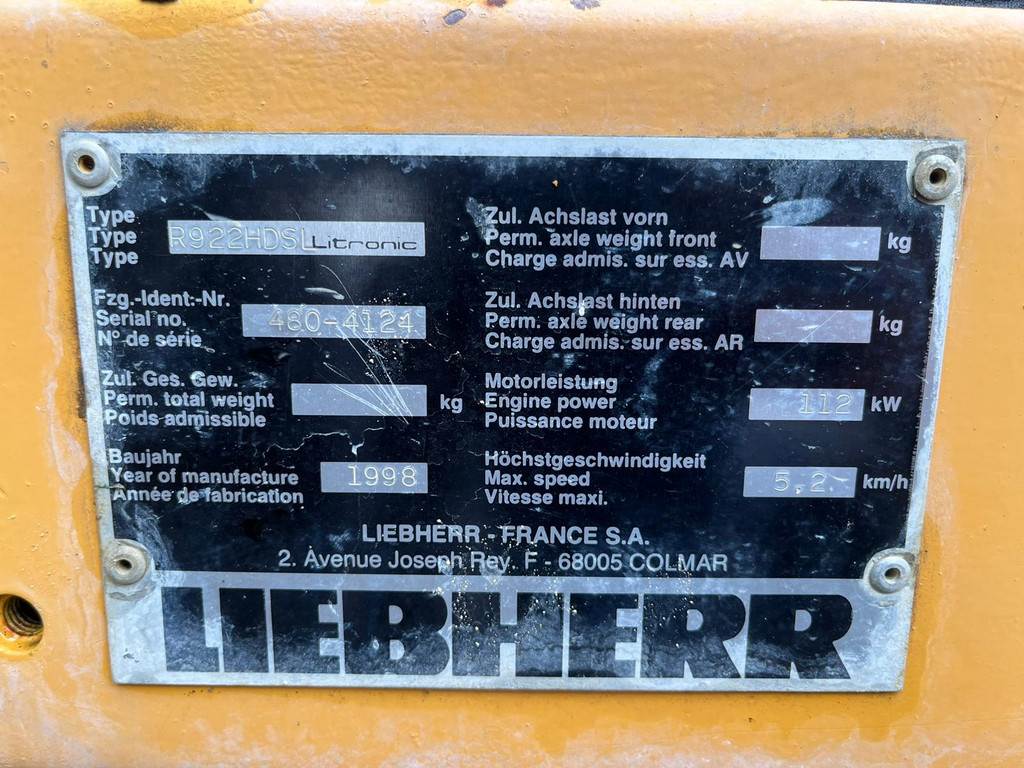 Type
Type R922HDSL Litronic
Type
Fzg.-Ident.-Nr.
Serial no. 480-4124
N° de série
Zul. Ges. Gew.
Perm. total weight kg
Poids admissible
Baujahr
Year of manufacture 1998
Année de fabrication
Zul. Achslast vorn
Perm. axle weight front kg
Charge admis. sur ess. AV
Zul. Achslast hinten
Perm. axle weight rear kg
Charge admis. sur ess. AR
Motorleistung
Engine power 112 kW
Puissance moteur
Höchstgeschwindigkeit
Max. speed 5,2 km/h
Vitesse maxi.
LIEBHERR - FRANCE S.A.
2. Avenue Joseph Rey F - 68005 COLMAR
LIEBHERR